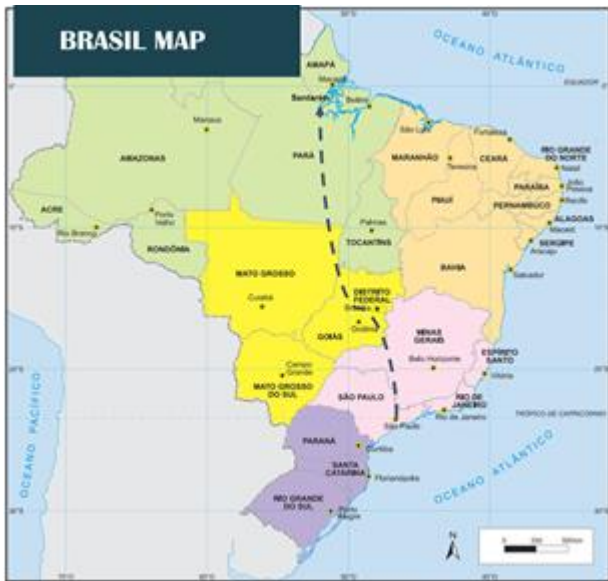 BRASIL MAP
OCEANO ATLÂNTICO
AMAPÁ
Macapá
EQUADOR
Santarém
Belém
São Luís
Fortaleza
Manaus
RIO GRANDE
DO NORTE
Natal
AMAZONAS
PARÁ
MARANHÃO
CEARÁ
Teresina
PARAÍBA
João
Pessoa
PIAUÍ
PERNAMBUCO
Recife
ACRE
Porto
Velho
Rio Branco
Palmas
ALAGOAS
Maceió
RONDÔNIA
TOCANTINS
SERGIPE
Aracaju
MATO GROSSO
BAHIA
Salvador
DISTRITO
FEDERAL
Cuiabá
GOIÁS
Goiânia
MINAS
GERAIS
Belo Horizonte
ESPÍRITO
SANTO
Vitória
Campo
Grande
MATO GROSSO
DO SUL
SÃO PAULO
São Paulo
RIO DE
JANEIRO
Rio de Janeiro
TRÓPICO DE CAPRICÓRNIO
PARANÁ
Curitiba
SANTA
CATARINA
Florianópolis
RIO GRANDE
DO SUL
Porto
Alegre
OCEANO PACÍFICO
OCEANO ATLÂNTICO
N